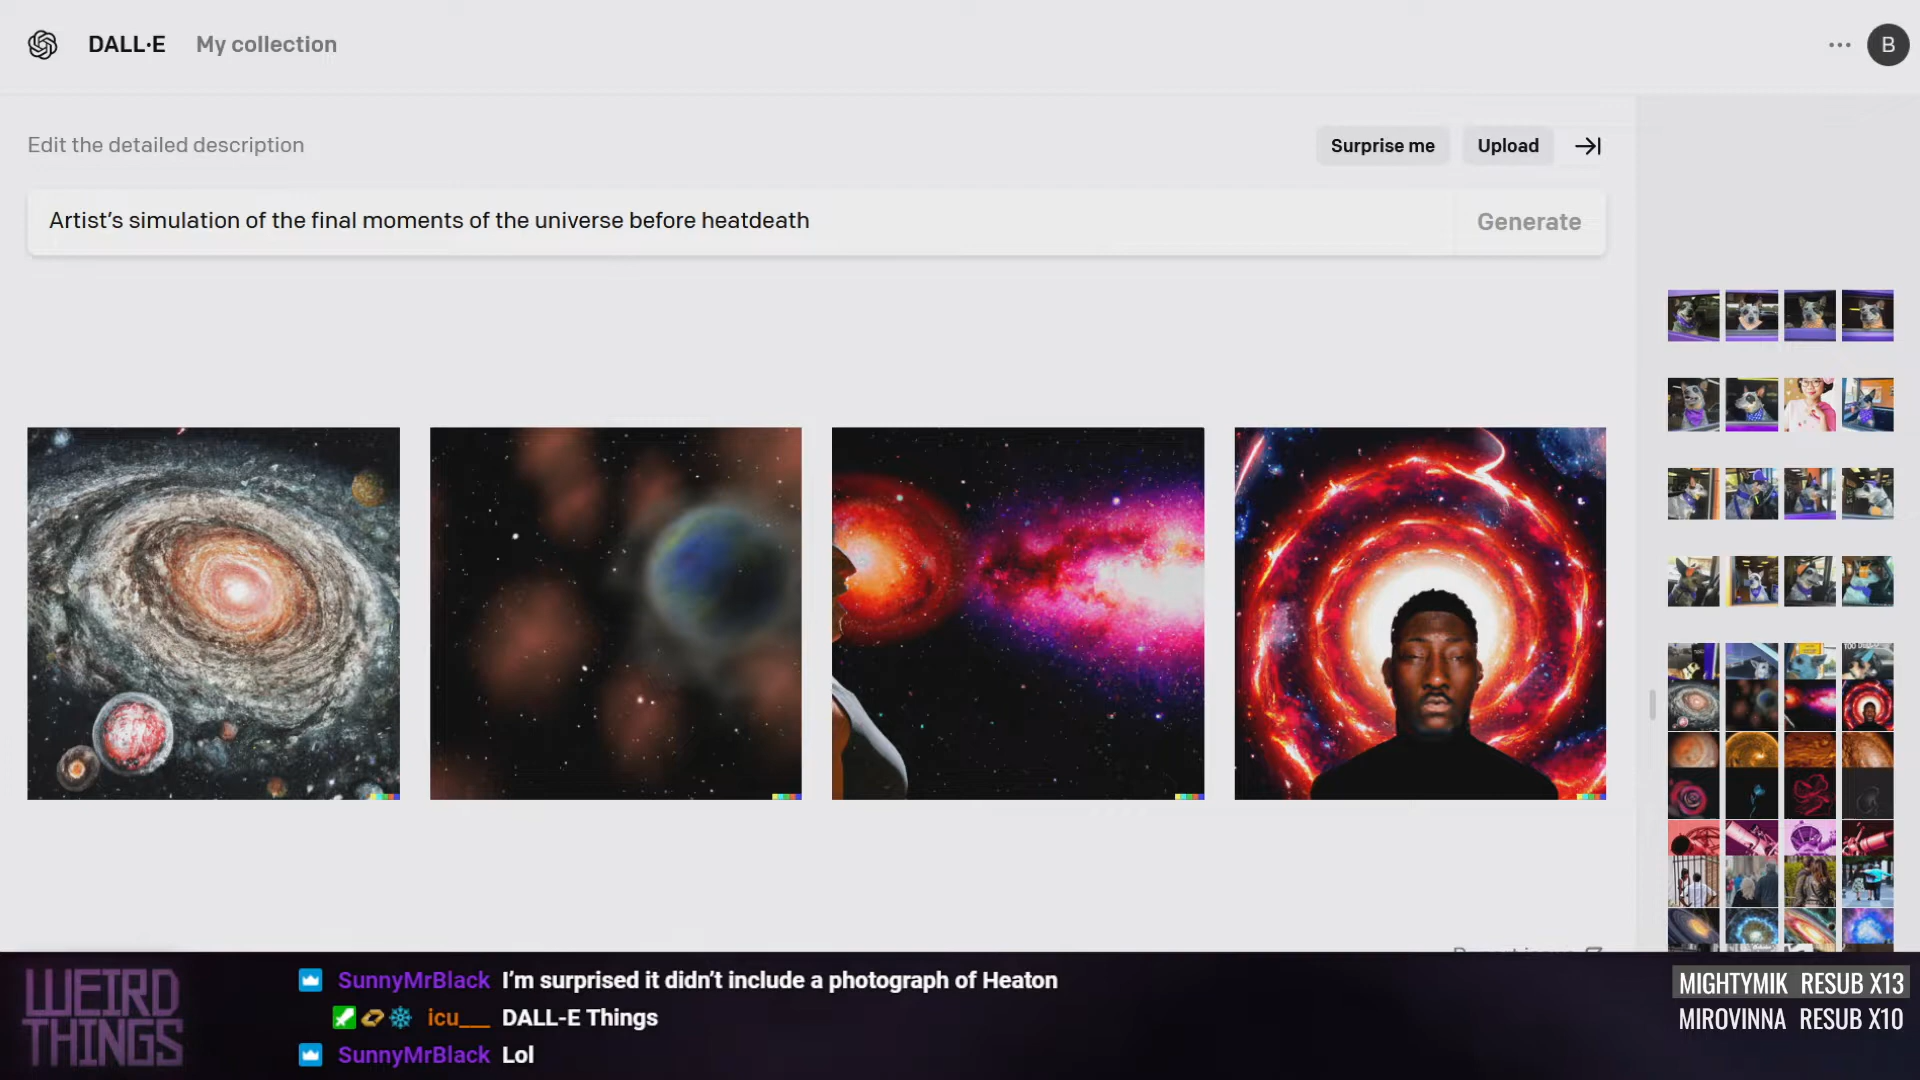 DALL·E My collection
B
Edit the detailed description
Surprise me Upload
Artist's simulation of the final moments of the universe before heatdeath
Generate
WEIRD
THINGS
SunnyMrBlack I'm surprised it didn't include a photograph of Heaton
icu___ DALL-E Things
SunnyMrBlack Lol
MIGHTYMIK RESUB X13
MIROVINNA RESUB X10